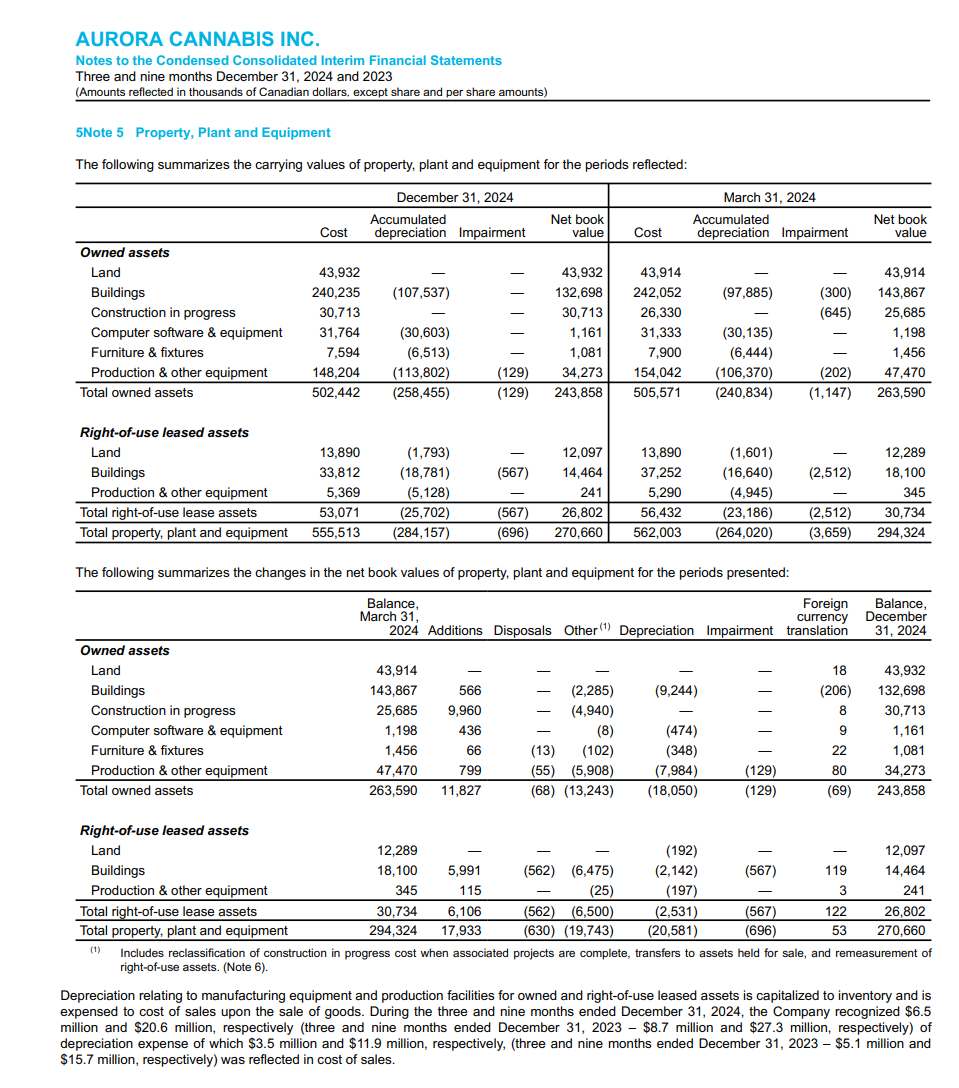 AURORA CANNABIS INC.
Notes to the Condensed Consolidated Interim Financial Statements
Three and nine months December 31, 2024 and 2023
(Amounts reflected in thousands of Canadian dollars, except share and per share amounts)
5Note 5 Property, Plant and Equipment
The following summarizes the carrying values of property, plant and equipment for the periods reflected:
December 31, 2024 March 31, 2024
Accumulated Net book Accumulated Net book
Cost depreciation Impairment value Cost depreciation Impairment value
Owned assets
Land 43,932 — — 43,932 43,914 — — 43,914
Buildings 240,235 (107,537) — 132,698 242,052 (97,885) (300) 143,867
Construction in progress 30,713 — — 30,713 26,330 — (645) 25,685
Computer software & equipment 31,764 (30,603) — 1,161 31,333 (30,135) — 1,198
Furniture & fixtures 7,594 (6,513) — 1,081 7,900 (6,444) — 1,456
Production & other equipment 148,204 (113,802) (129) 34,273 154,042 (106,370) (202) 47,470
Total owned assets 502,442 (258,455) (129) 243,858 505,571 (240,834) (1,147) 263,590
Right-of-use leased assets
Land 13,890 (1,793) — 12,097 13,890 (1,601) — 12,289
Buildings 33,812 (18,781) (567) 14,464 37,252 (16,640) (2,512) 18,100
Production & other equipment 5,369 (5,128) — 241 5,290 (4,945) — 345
Total right-of-use lease assets 53,071 (25,702) (567) 26,802 56,432 (23,186) (2,512) 30,734
Total property, plant and equipment 555,513 (284,157) (696) 270,660 562,003 (264,020) (3,659) 294,324
The following summarizes the changes in the net book values of property, plant and equipment for the periods presented:
Balance, Foreign Balance,
March 31, currency December
2024 Additions Disposals Other (1) Depreciation Impairment translation 31, 2024
Owned assets
Land 43,914 — — — — — 18 43,932
Buildings 143,867 566 — (2,285) (9,244) — (206) 132,698
Construction in progress 25,685 9,960 — (4,940) — — 8 30,713
Computer software & equipment 1,198 436 — (8) (474) — 9 1,161
Furniture & fixtures 1,456 66 (13) (102) (348) — 22 1,081
Production & other equipment 47,470 799 (55) (5,908) (7,984) (129) 80 34,273
Total owned assets 263,590 11,827 (68) (13,243) (18,050) (129) (69) 243,858
Right-of-use leased assets
Land 12,289 — — — (192) — — 12,097
Buildings 18,100 5,991 (562) (6,475) (2,142) (567) 119 14,464
Production & other equipment 345 115 — (25) (197) — 3 241
Total right-of-use lease assets 30,734 6,106 (562) (6,500) (2,531) (567) 122 26,802
Total property, plant and equipment 294,324 17,933 (630) (19,743) (20,581) (696) 53 270,660
(1) Includes reclassification of construction in progress cost when associated projects are complete, transfers to assets held for sale, and remeasurement of
right-of-use assets. (Note 6).
Depreciation relating to manufacturing equipment and production facilities for owned and right-of-use leased assets is capitalized to inventory and is
expensed to cost of sales upon the sale of goods. During the three and nine months ended December 31, 2024, the Company recognized $6.5
million and $20.6 million, respectively (three and nine months ended December 31, 2023 – $8.7 million and $27.3 million, respectively) of
depreciation expense of which $3.5 million and $11.9 million, respectively, (three and nine months ended December 31, 2023 – $5.1 million and
$15.7 million, respectively) was reflected in cost of sales.